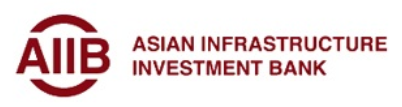 AIIB
ASIAN INFRASTRUCTURE
INVESTMENT BANK